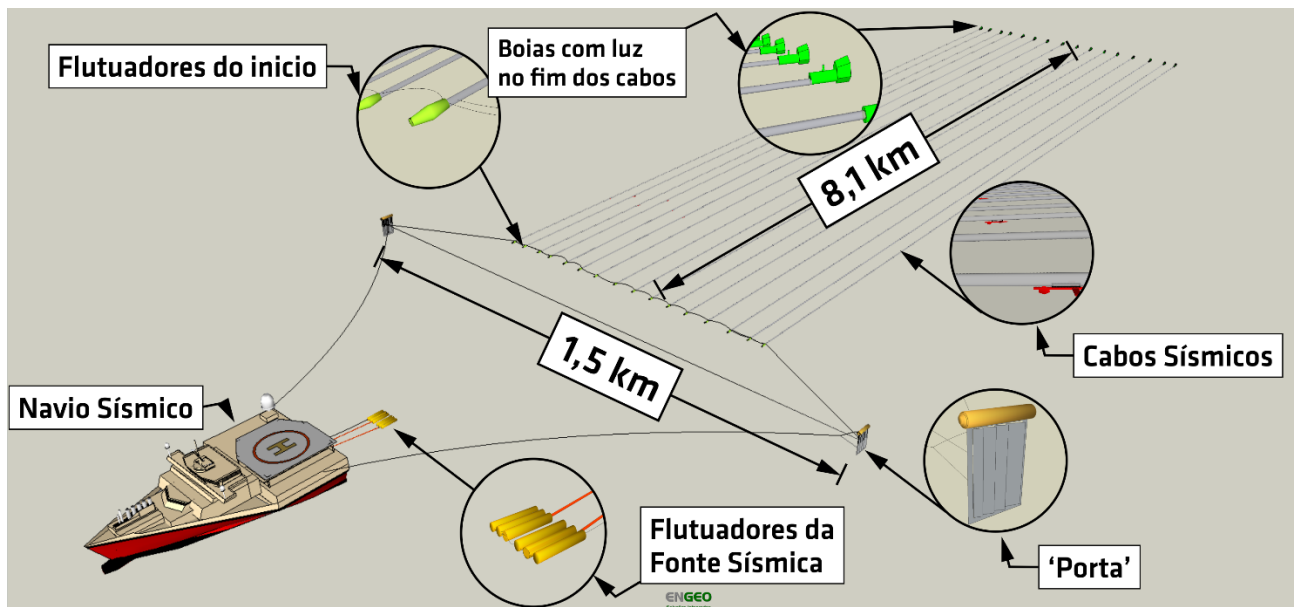 Flutuadores do inicio
Boias com luz
no fim dos cabos
8,1 km
1,5 km
Cabos Sísmicos
Navio Sísmico
H
Flutuadores da
Fonte Sísmica
'Porta'
ENGEO